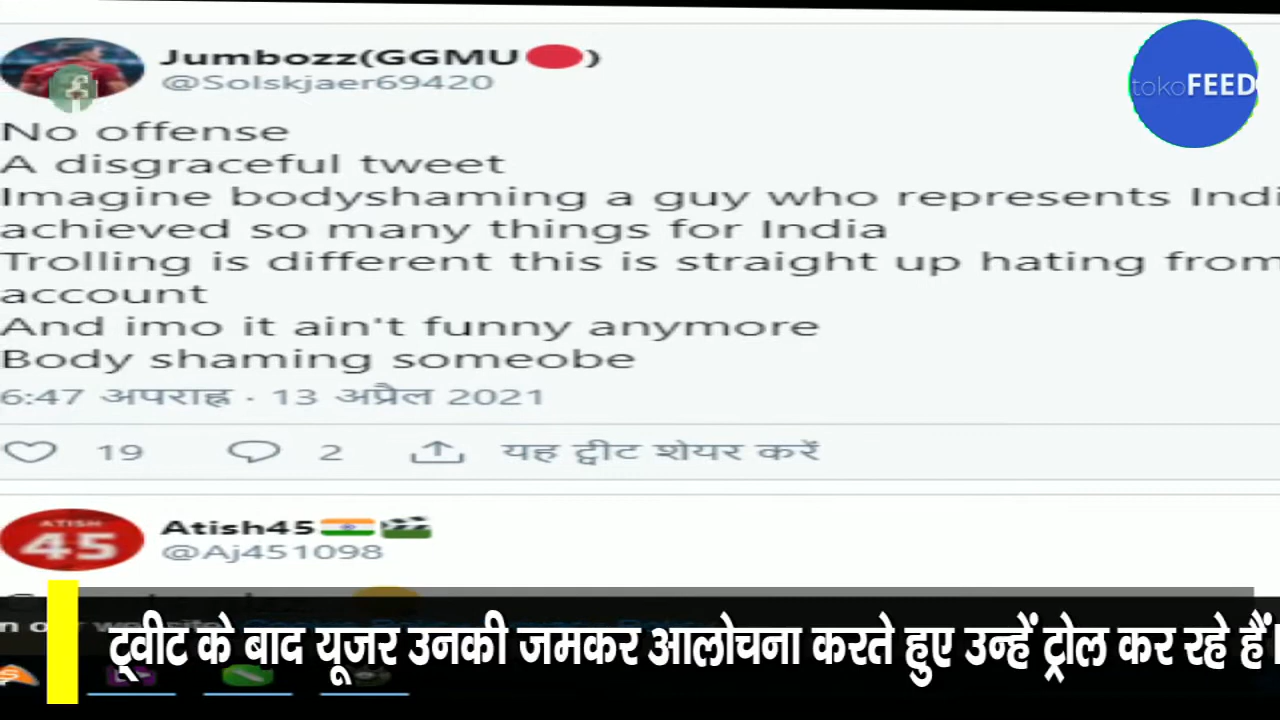 Jumbozz(GGMU🔴)
@Solskjaer69420
tokoFEED
No offense
A disgraceful tweet
Imagine bodyshaming a guy who represents Indi
achieved so many things for India
Trolling is different this is straight up hating from
account
And imo it ain't funny anymore
Body shaming someobe
6:47 अपराह्न · 13 अप्रैल 2021
19 2 यह ट्वीट शेयर करें
ATISH
45
Atish45🇮🇳🎬
@Aj451098
ट्वीट के बाद यूजर उनकी जमकर आलोचना करते हुए उन्हें ट्रोल कर रहे हैं।